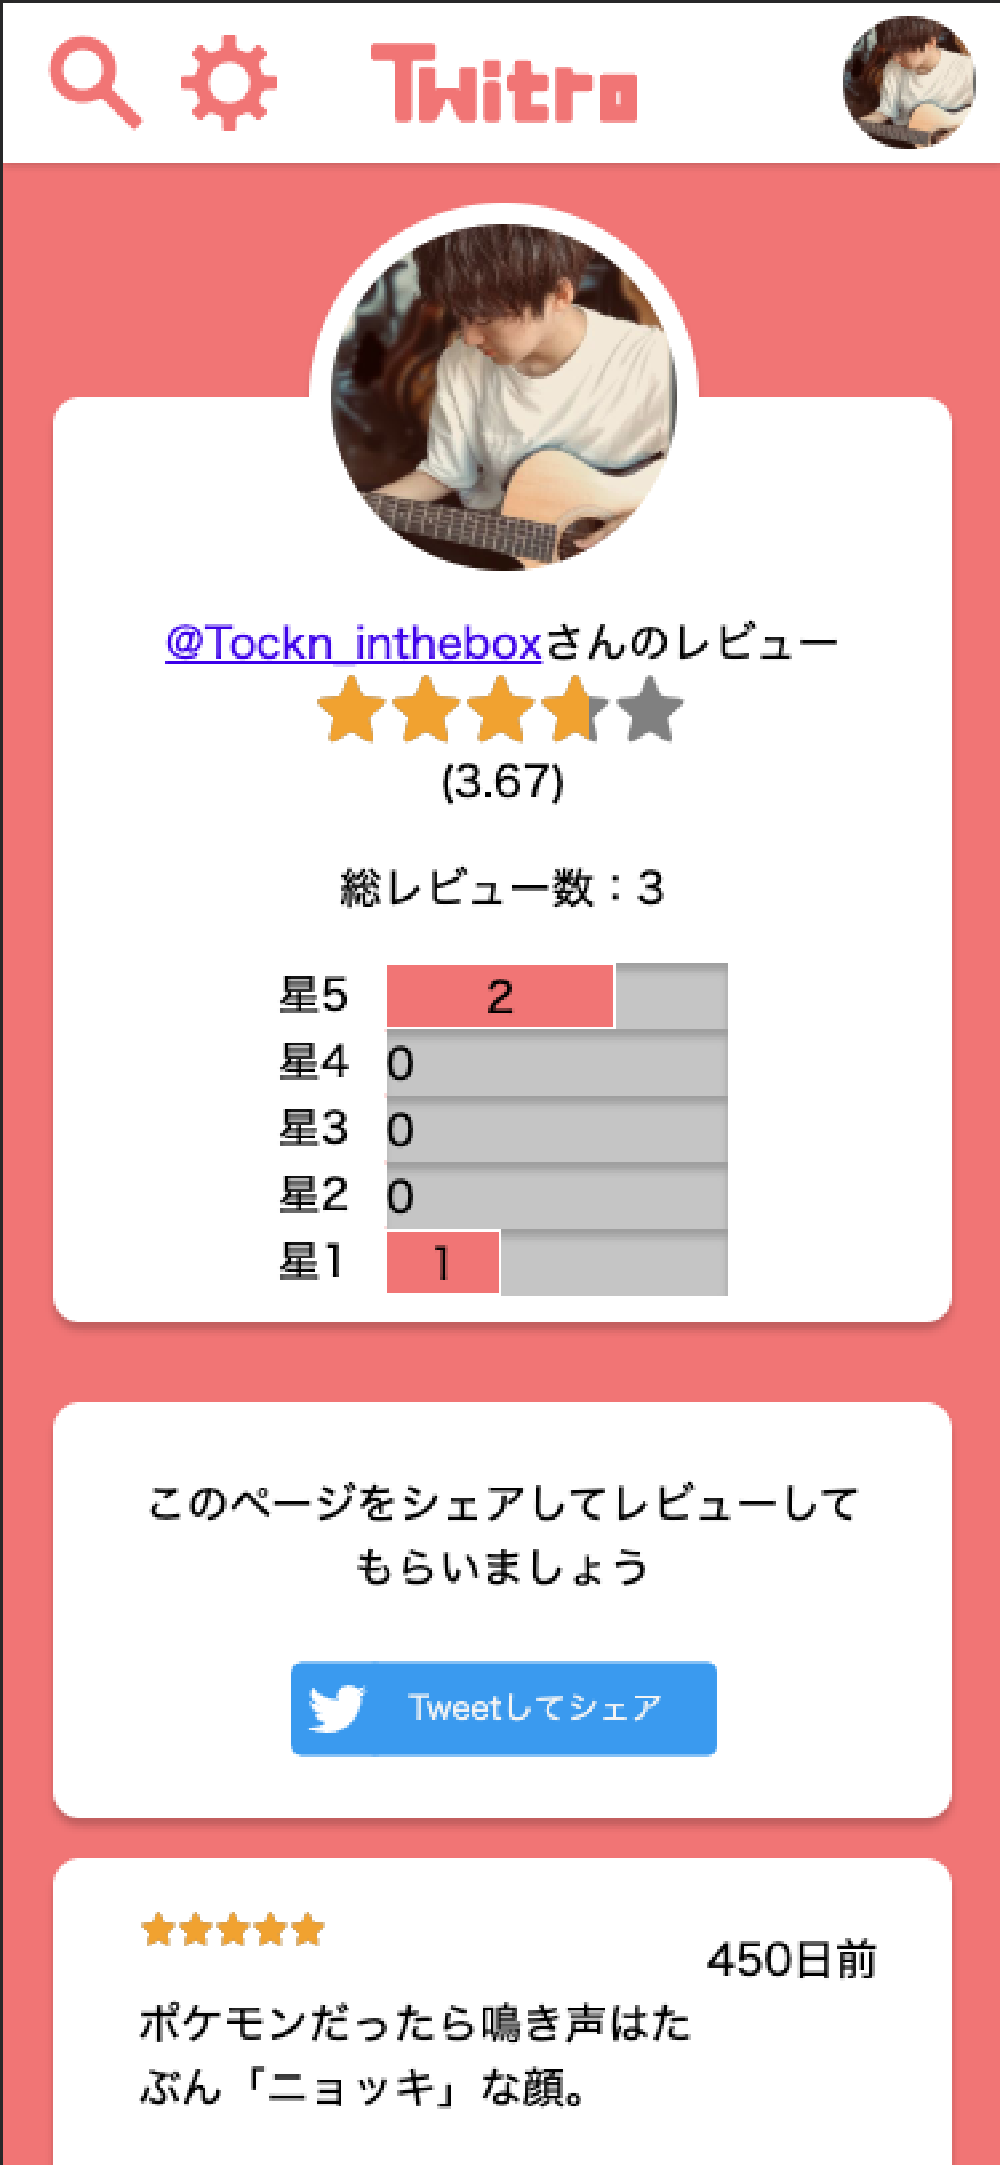 Twitro
@Tockn_intheboxさんのレビュー
(3.67)
総レビュー数：3
星5 2
星4 0
星3 0
星2 0
星1 1
このページをシェアしてレビューして
もらいましょう
Tweetしてシェア
450日前
ポケモンだったら鳴き声はた
ぶん「ニョッキ」な顔。